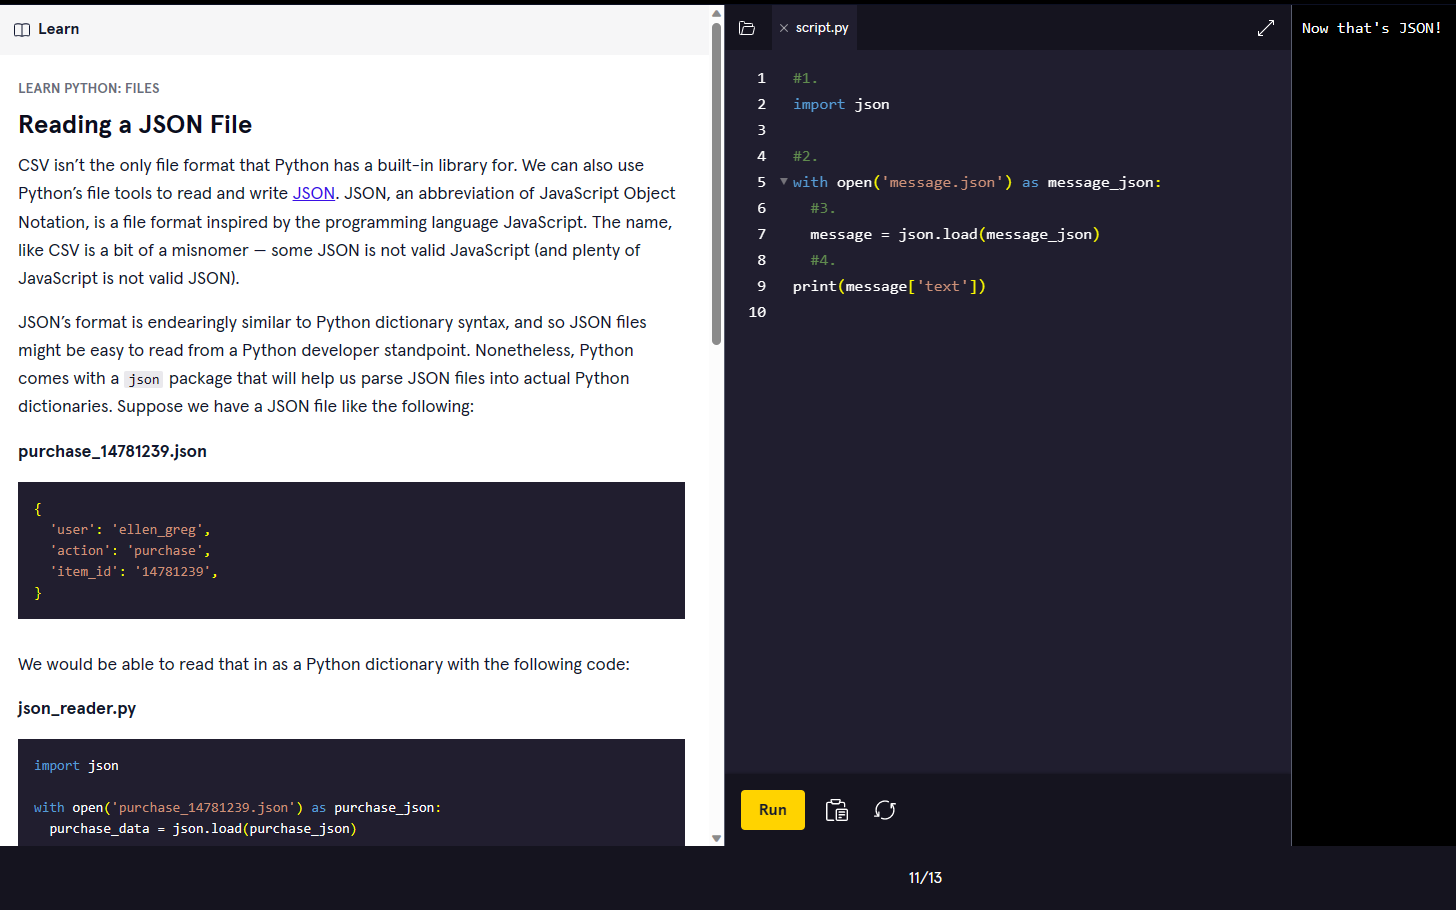 Learn
LEARN PYTHON: FILES
Reading a JSON File
CSV isn’t the only file format that Python has a built-in library for. We can also use
Python’s file tools to read and write JSON. JSON, an abbreviation of JavaScript Object
Notation, is a file format inspired by the programming language JavaScript. The name,
like CSV is a bit of a misnomer — some JSON is not valid JavaScript (and plenty of
JavaScript is not valid JSON).
JSON’s format is endearingly similar to Python dictionary syntax, and so JSON files
might be easy to read from a Python developer standpoint. Nonetheless, Python
comes with a json package that will help us parse JSON files into actual Python
dictionaries. Suppose we have a JSON file like the following:
purchase_14781239.json
{
  'user': 'ellen_greg',
  'action': 'purchase',
  'item_id': '14781239',
}
We would be able to read that in as a Python dictionary with the following code:
json_reader.py
import json
with open('purchase_14781239.json') as purchase_json:
  purchase_data = json.load(purchase_json)
script.py
1 #1.
2 import json
3
4 #2.
5 with open('message.json') as message_json:
6   #3.
7   message = json.load(message_json)
8   #4.
9 print(message['text'])
10
Run
Now that's JSON!
11/13